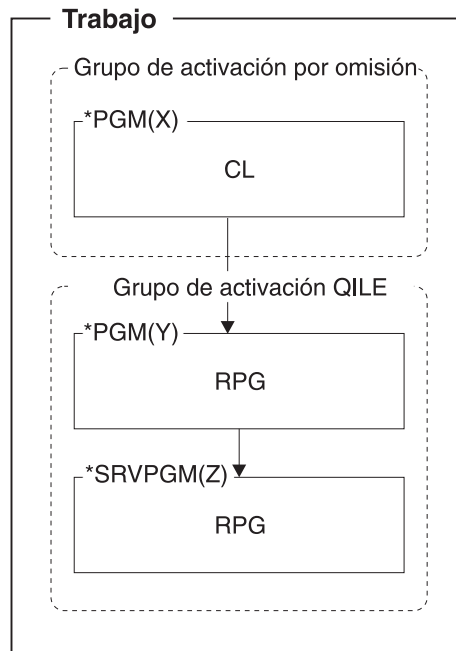 Trabajo
Grupo de activación por omisión
*PGM(X)
CL
Grupo de activación QILE
*PGM(Y)
RPG
*SRVPGM(Z)
RPG